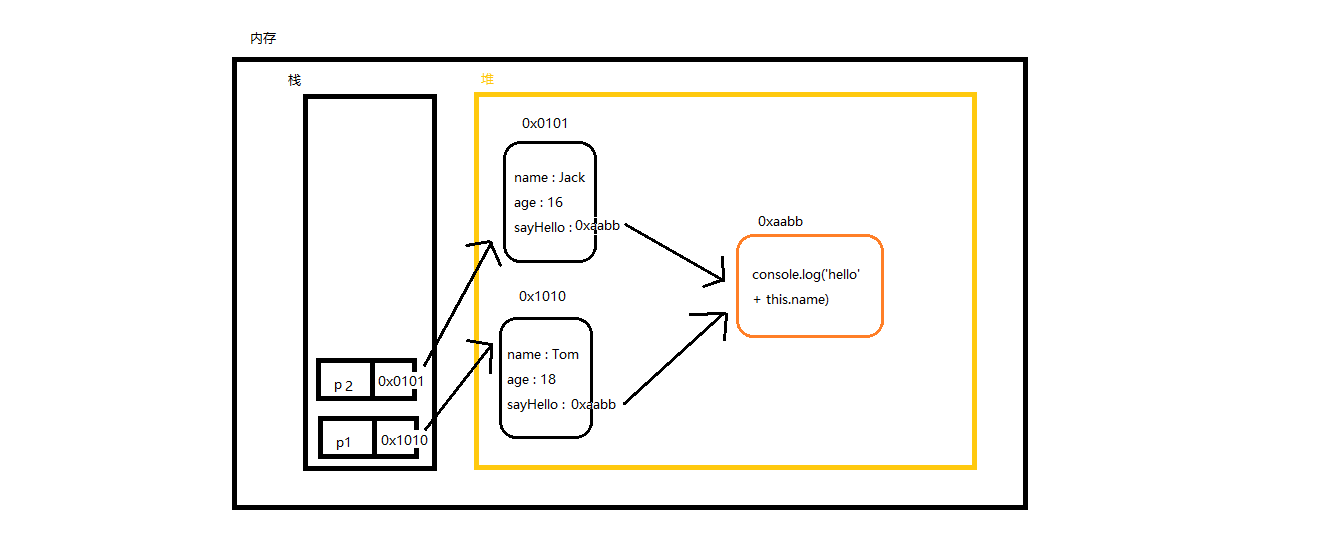 内存
栈
堆
0x0101
name : Jack
age : 16
sayHello : 0xaabb
0xaabb
console.log('hello'
+ this.name)
0x1010
name : Tom
age : 18
sayHello : 0xaabb
p 2 0x0101
p1 0x1010